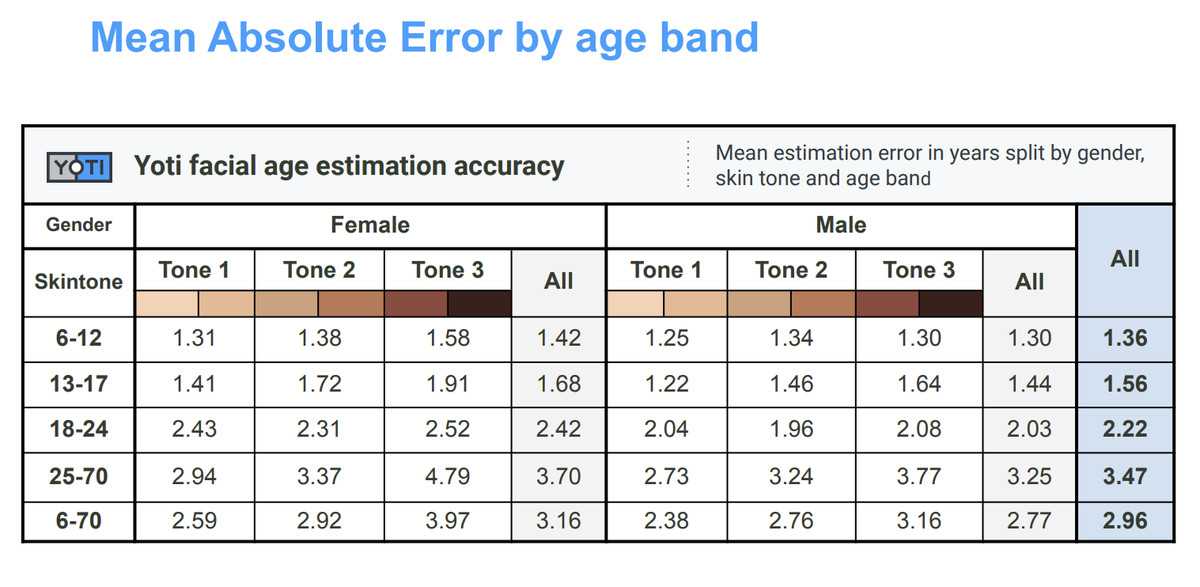 Mean Absolute Error by age band
YOTI Yoti facial age estimation accuracy
Mean estimation error in years split by gender,
skin tone and age band
Gender Female Male All
Skintone Tone 1 Tone 2 Tone 3 All Tone 1 Tone 2 Tone 3 All
6-12 1.31 1.38 1.58 1.42 1.25 1.34 1.30 1.30 1.36
13-17 1.41 1.72 1.91 1.68 1.22 1.46 1.64 1.44 1.56
18-24 2.43 2.31 2.52 2.42 2.04 1.96 2.08 2.03 2.22
25-70 2.94 3.37 4.79 3.70 2.73 3.24 3.77 3.25 3.47
6-70 2.59 2.92 3.97 3.16 2.38 2.76 3.16 2.77 2.96